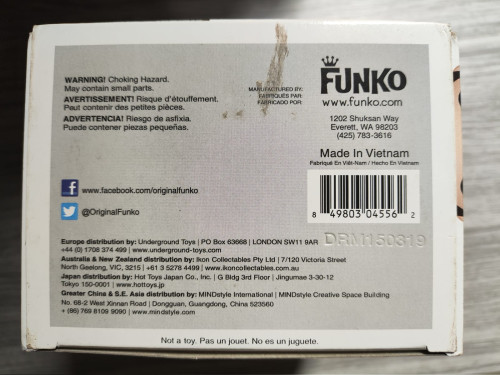 WARNING! Choking Hazard.
May contain small parts.
AVERTISSEMENT! Risque d'étouffement.
Peut contenir des petites pièces.
ADVERTENCIA! Riesgo de asfixia.
Puede contener piezas pequeñas.
MANUFACTURED BY:
FABRIQUÉS PAR:
FABRICADO POR:
FUNKO
www.funko.com
1202 Shuksan Way
Everett, WA 98203
(425) 783-3616
Made In Vietnam
Fabriqué En Viêt-Nam / Hecho En Vietnam
8 49803 04556 2
www.facebook.com/originalfunko
@OriginalFunko
DRM150319
Europe distribution by: Underground Toys | PO Box 63668 | LONDON SW11 9AR
+44 (0) 1708 374 499 | www.underground-toys.com
Australia & New Zealand distribution by: Ikon Collectables Pty Ltd / 7/120 Victoria Street
North Geelong, VIC, 3215 | +61 3 5278 4499 | www.ikoncollectables.com.au
Japan distribution by: Hot Toys Japan Co., Inc. | G Bldg 3rd Floor | Jingumae 3-30-12
Tokyo 150-0001 | www.hottoys.jp
Greater China & S.E. Asia distribution by: MINDstyle International | MINDstyle Creative Space Building
No. 68-2 West Xinnan Road | Dongguan, Guangdong, China 523560
+ (86) 769 8109 9090 | www.mindstyle.com
Not a toy. Pas un jouet. No es un juguete.